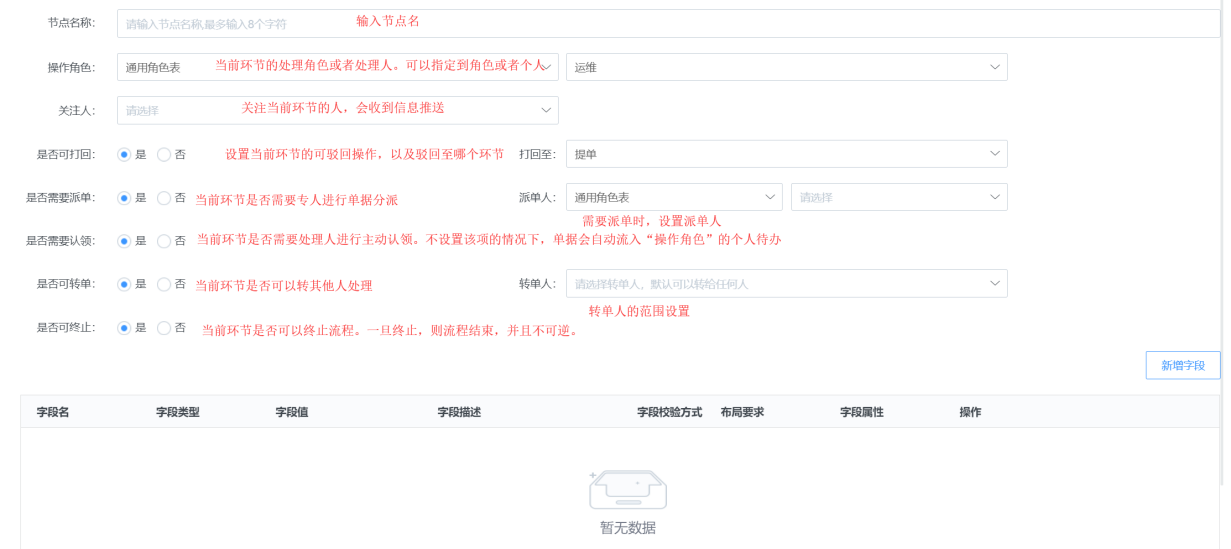 节点名称： 请输入节点名称,最多输入8个字符 输入节点名
操作角色： 通用角色表 当前环节的处理角色或者处理人。可以指定到角色或者个人 运维
关注人： 请选择 关注当前环节的人，会收到信息推送
是否可打回： 是 否 设置当前环节的可驳回操作，以及驳回至哪个环节 打回至： 提单
是否需要派单： 是 否 当前环节是否需要专人进行单据分派 派单人： 通用角色表 请选择
需要派单时，设置派单人
是否需要认领： 是 否 当前环节是否需要处理人进行主动认领。不设置该项的情况下，单据会自动流入“操作角色”的个人待办
是否可转单： 是 否 当前环节是否可以转其他人处理 转单人： 请选择转单人，默认可以转给任何人
转单人的范围设置
是否可终止： 是 否 当前环节是否可以终止流程。一旦终止，则流程结束，并且不可逆。
新增字段
字段名 字段类型 字段值 字段描述 字段校验方式 布局要求 字段属性 操作
暂无数据